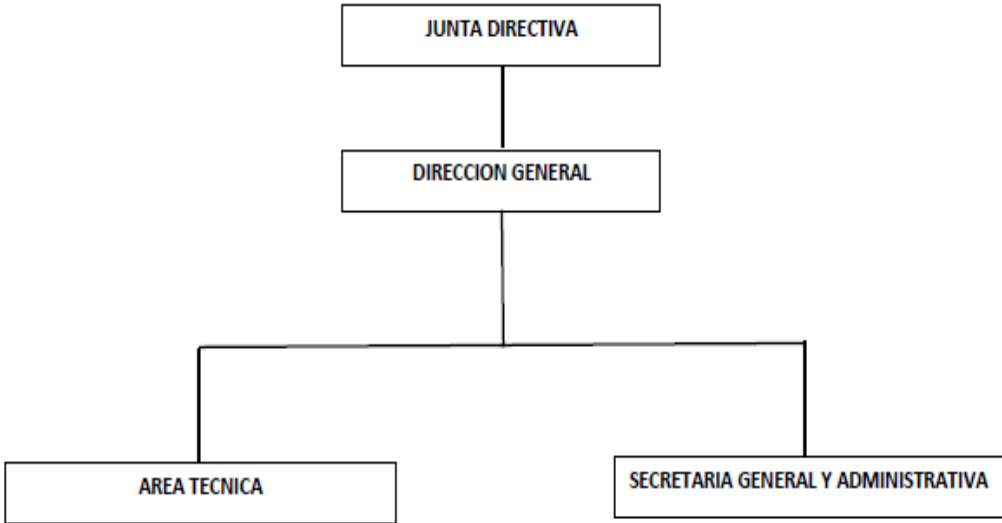 JUNTA DIRECTIVA
DIRECCION GENERAL
AREA TECNICA
SECRETARIA GENERAL Y ADMINISTRATIVA